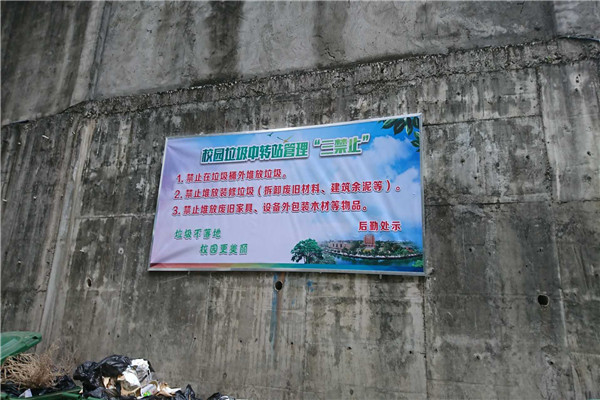 校园垃圾中转站管理“三禁止”
1. 禁止在垃圾桶外堆放垃圾。
2. 禁止堆放装修垃圾（拆卸废旧材料、建筑余泥等）。
3. 禁止堆放废旧家具、设备外包装木材等物品。
后勤处示
垃圾不落地
校园更美丽